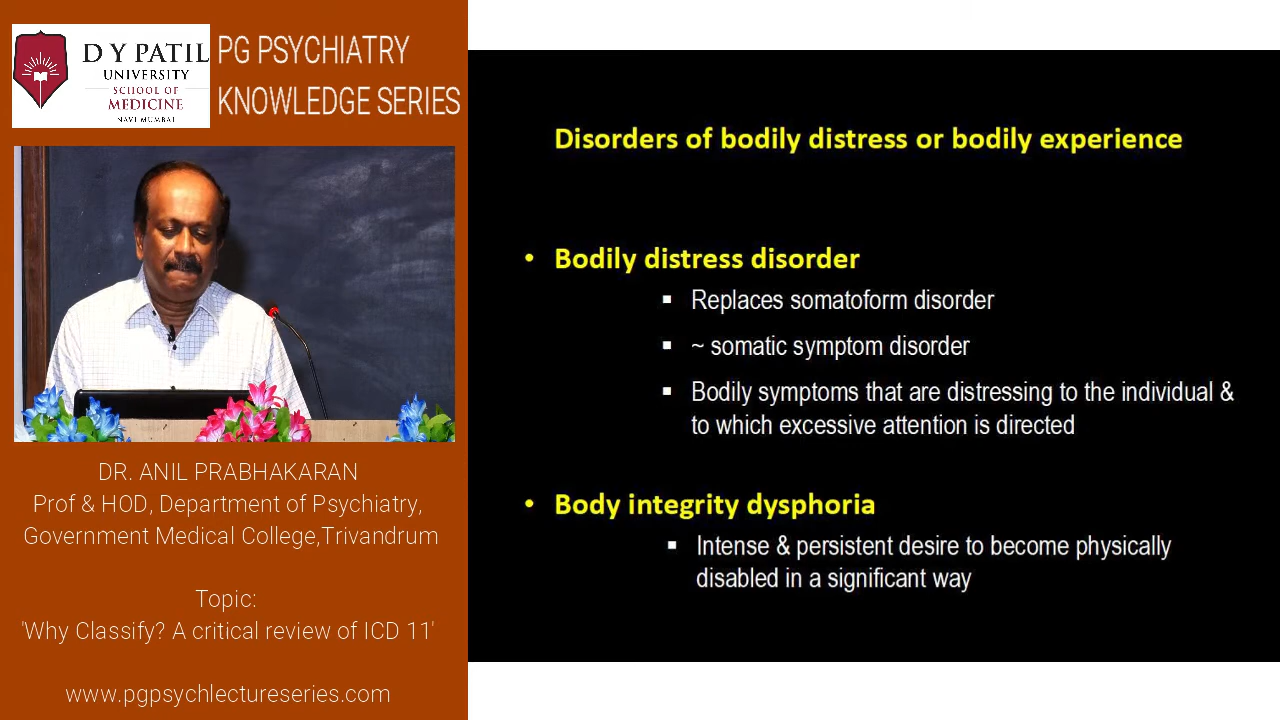 D Y PATIL
UNIVERSITY
SCHOOL OF
MEDICINE
NAVI MUMBAI
PG PSYCHIATRY
KNOWLEDGE SERIES
DR. ANIL PRABHAKARAN
Prof & HOD, Department of Psychiatry,
Government Medical College,Trivandrum
Topic:
'Why Classify? A critical review of ICD 11'
www.pgpsychlectureseries.com
Disorders of bodily distress or bodily experience
• Bodily distress disorder
▪ Replaces somatoform disorder
▪ ~ somatic symptom disorder
▪ Bodily symptoms that are distressing to the individual &
to which excessive attention is directed
• Body integrity dysphoria
▪ Intense & persistent desire to become physically
disabled in a significant way